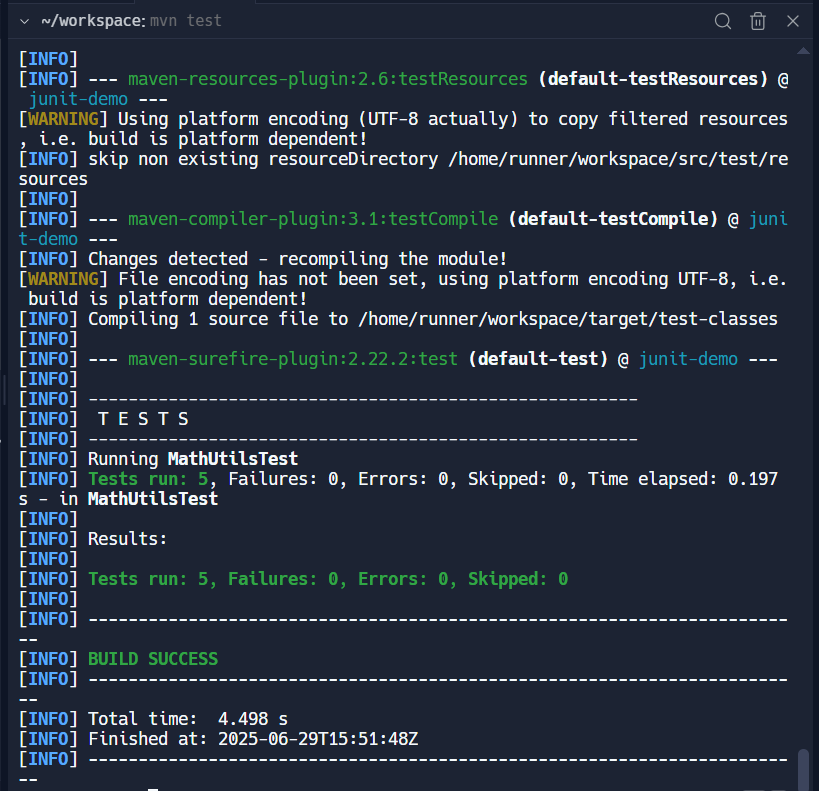 ~/workspace: mvn test
[INFO]
[INFO] --- maven-resources-plugin:2.6:testResources (default-testResources) @
 junit-demo ---
[WARNING] Using platform encoding (UTF-8 actually) to copy filtered resources
, i.e. build is platform dependent!
[INFO] skip non existing resourceDirectory /home/runner/workspace/src/test/re
sources
[INFO]
[INFO] --- maven-compiler-plugin:3.1:testCompile (default-testCompile) @ juni
t-demo ---
[INFO] Changes detected - recompiling the module!
[WARNING] File encoding has not been set, using platform encoding UTF-8, i.e.
 build is platform dependent!
[INFO] Compiling 1 source file to /home/runner/workspace/target/test-classes
[INFO]
[INFO] --- maven-surefire-plugin:2.22.2:test (default-test) @ junit-demo ---
[INFO]
[INFO] -------------------------------------------------------
[INFO]  T E S T S
[INFO] -------------------------------------------------------
[INFO] Running MathUtilsTest
[INFO] Tests run: 5, Failures: 0, Errors: 0, Skipped: 0, Time elapsed: 0.197
s - in MathUtilsTest
[INFO]
[INFO] Results:
[INFO]
[INFO] Tests run: 5, Failures: 0, Errors: 0, Skipped: 0
[INFO]
[INFO] ----------------------------------------------------------------------
--
[INFO] BUILD SUCCESS
[INFO] ----------------------------------------------------------------------
--
[INFO] Total time:  4.498 s
[INFO] Finished at: 2025-06-29T15:51:48Z
[INFO] ----------------------------------------------------------------------
--